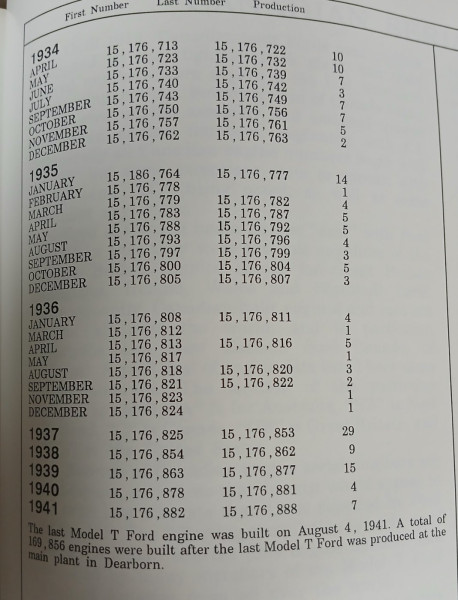 First Number Last Number Production
1934
APRIL 15,176,713 15,176,722 10
MAY 15,176,723 15,176,732 10
JUNE 15,176,733 15,176,739 7
JULY 15,176,740 15,176,742 3
SEPTEMBER 15,176,743 15,176,749 7
OCTOBER 15,176,750 15,176,756 7
NOVEMBER 15,176,757 15,176,761 5
DECEMBER 15,176,762 15,176,763 2
1935
JANUARY 15,186,764 15,176,777 14
FEBRUARY 15,176,778 1
MARCH 15,176,779 15,176,782 4
APRIL 15,176,783 15,176,787 5
MAY 15,176,788 15,176,792 5
AUGUST 15,176,793 15,176,796 4
SEPTEMBER 15,176,797 15,176,799 3
OCTOBER 15,176,800 15,176,804 5
DECEMBER 15,176,805 15,176,807 3
1936
JANUARY 15,176,808 15,176,811 4
MARCH 15,176,812 1
APRIL 15,176,813 15,176,816 5
MAY 15,176,817 1
AUGUST 15,176,818 15,176,820 3
SEPTEMBER 15,176,821 15,176,822 2
NOVEMBER 15,176,823 1
DECEMBER 15,176,824 1
1937 15,176,825 15,176,853 29
1938 15,176,854 15,176,862 9
1939 15,176,863 15,176,877 15
1940 15,176,878 15,176,881 4
1941 15,176,882 15,176,888 7
The last Model T Ford engine was built on August 4, 1941. A total of
169,856 engines were built after the last Model T Ford was produced at the
main plant in Dearborn.